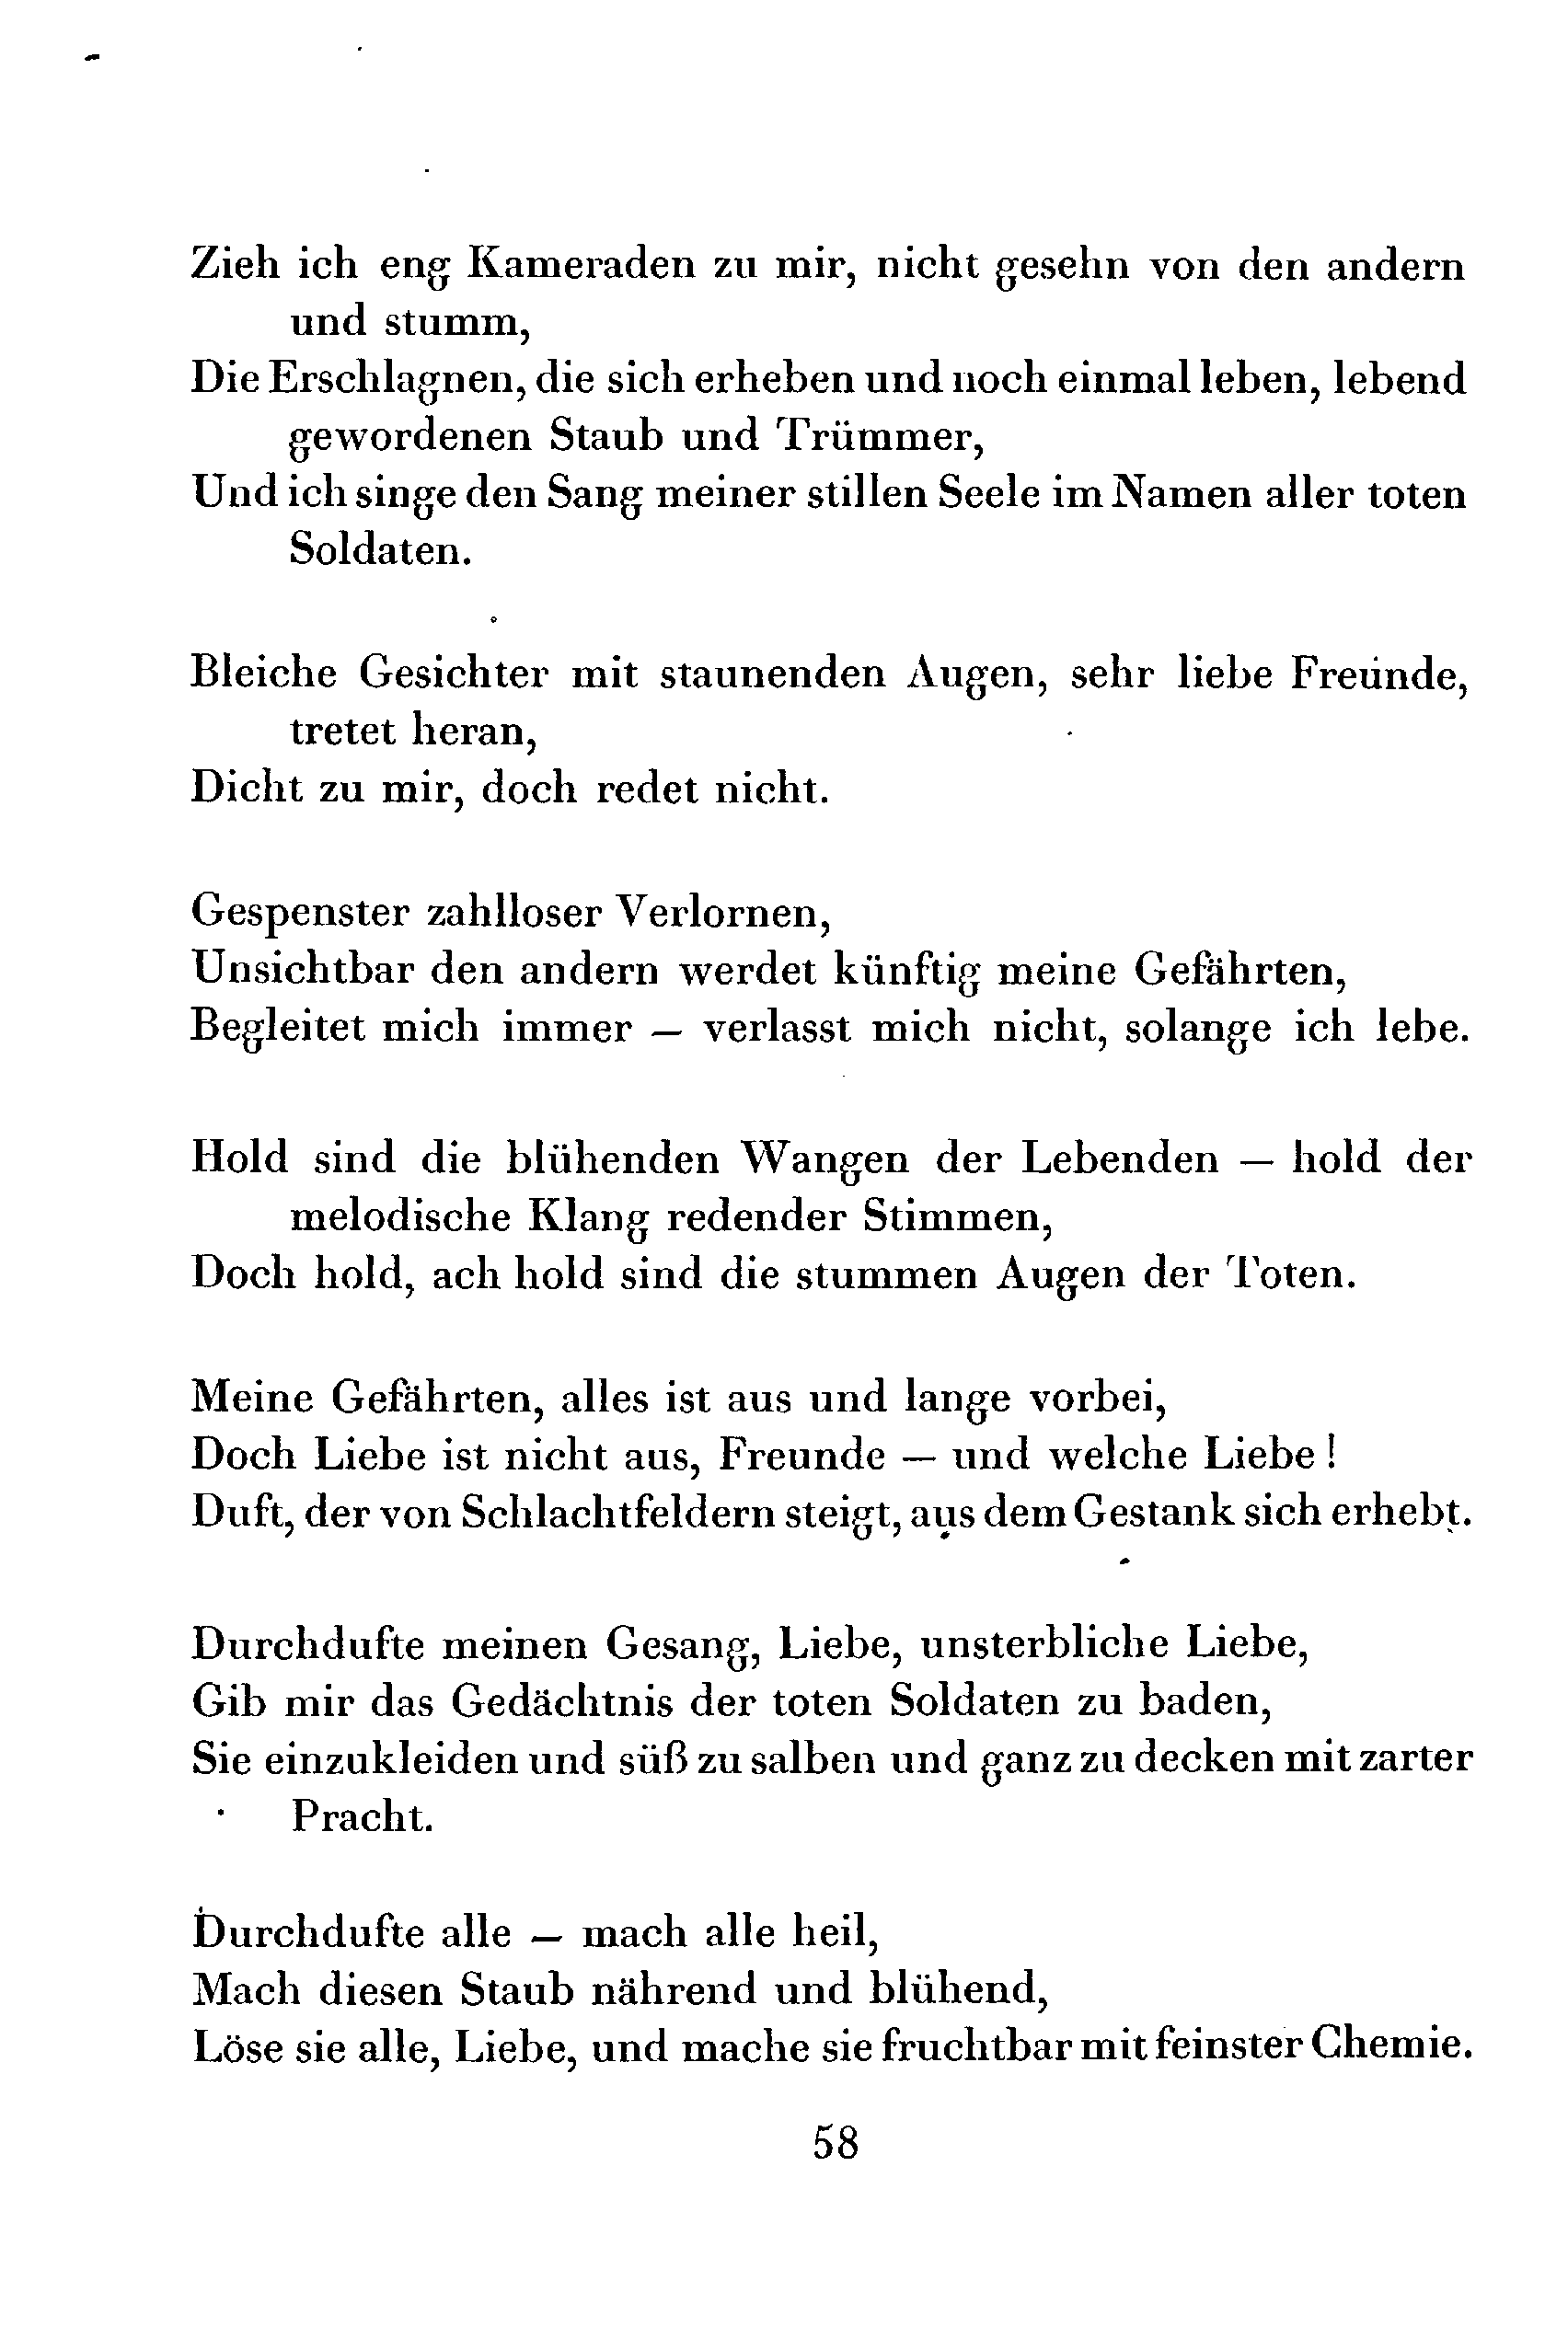 Zieh ich eng Kameraden zu mir, nicht gesehn von den andern
und stumm,
Die Erschlagnen, die sich erheben und noch einmal leben, lebend
gewordenen Staub und Trümmer,
Und ich singe den Sang meiner stillen Seele im Namen aller toten
Soldaten.
Bleiche Gesichter mit staunenden Augen, sehr liebe Freunde,
tretet heran,
Dicht zu mir, doch redet nicht.
Gespenster zahlloser Verlornen,
Unsichtbar den andern werdet künftig meine Gefährten,
Begleitet mich immer – verlasst mich nicht, solange ich lebe.
Hold sind die blühenden Wangen der Lebenden – hold der
melodische Klang redender Stimmen,
Doch hold, ach hold sind die stummen Augen der Toten.
Meine Gefährten, alles ist aus und lange vorbei,
Doch Liebe ist nicht aus, Freunde – und welche Liebe!
Duft, der von Schlachtfeldern steigt, aus dem Gestank sich erhebt.
Durchdufte meinen Gesang, Liebe, unsterbliche Liebe,
Gib mir das Gedächtnis der toten Soldaten zu baden,
Sie einzukleiden und süß zu salben und ganz zu decken mit zarter
Pracht.
Durchdufte alle – mach alle heil,
Mach diesen Staub nährend und blühend,
Löse sie alle, Liebe, und mache sie fruchtbar mit feinster Chemie.
58